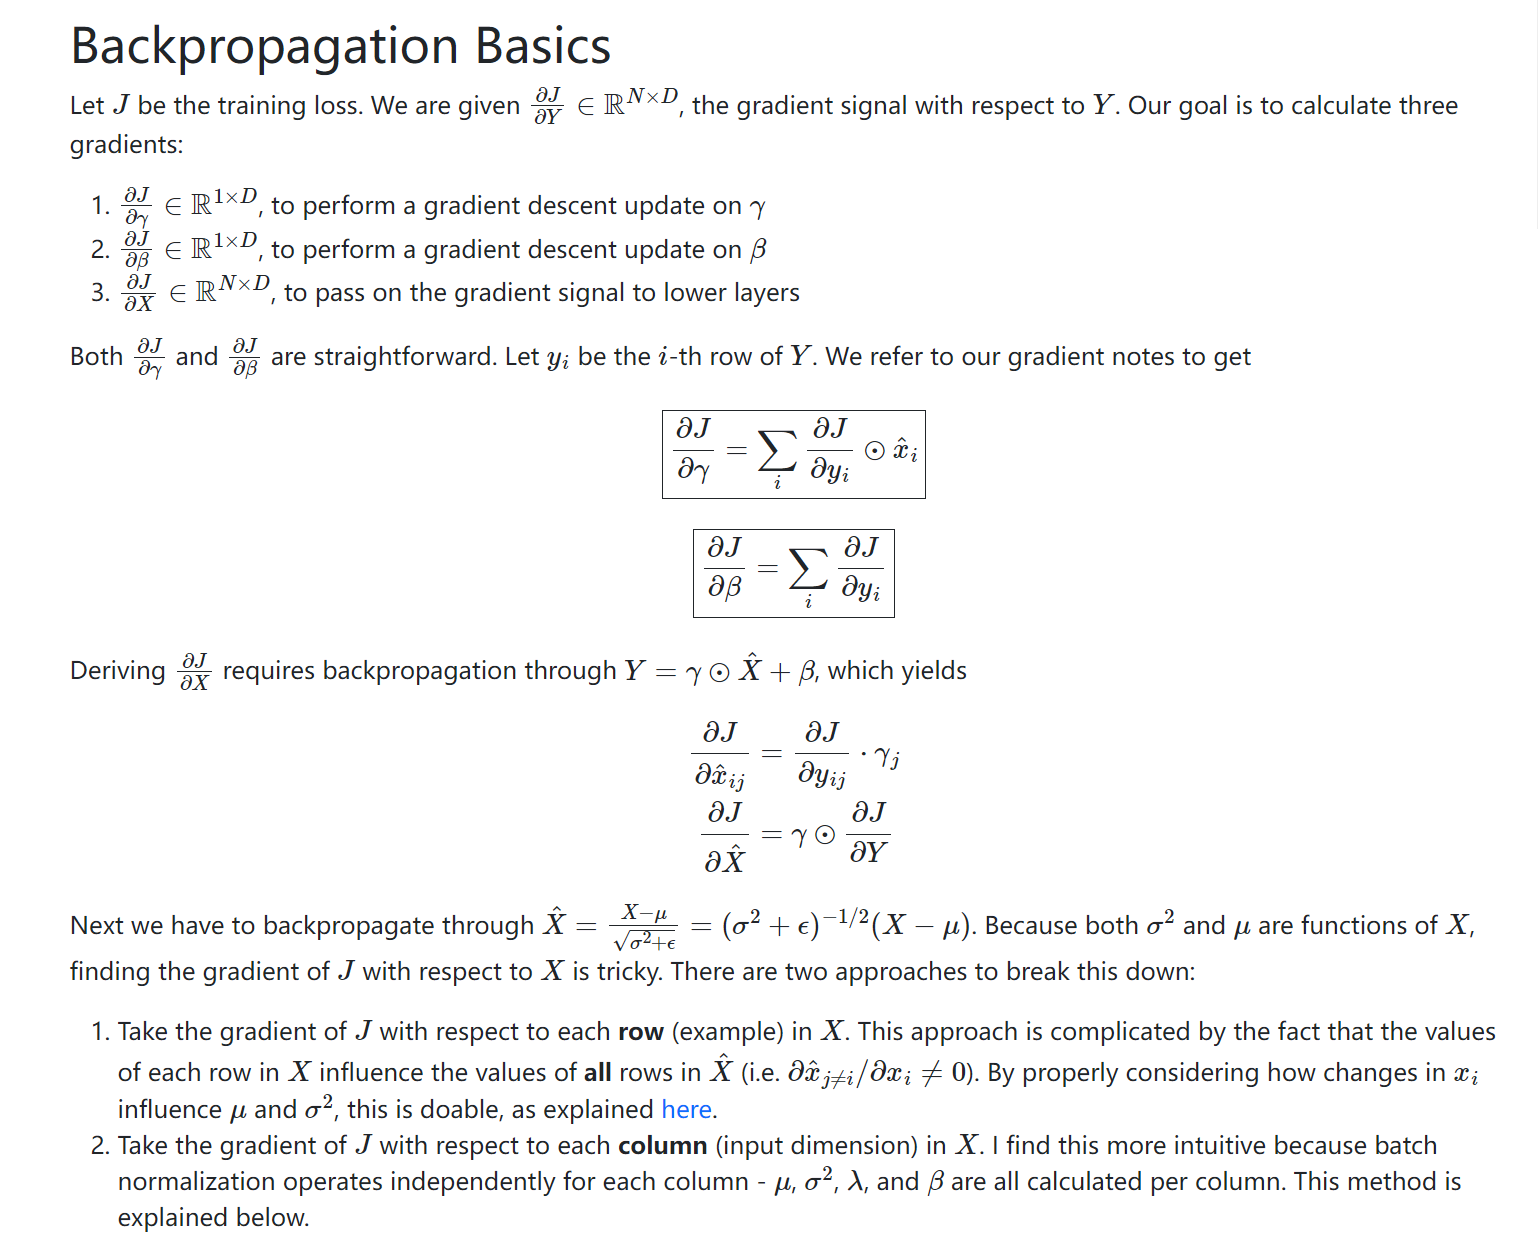 Backpropagation Basics
Let $J$ be the training loss. We are given $\frac{\partial J}{\partial Y} \in \mathbb{R}^{N \times D}$, the gradient signal with respect to $Y$. Our goal is to calculate three
gradients:
1. $\frac{\partial J}{\partial \gamma} \in \mathbb{R}^{1 \times D}$, to perform a gradient descent update on $\gamma$
2. $\frac{\partial J}{\partial \beta} \in \mathbb{R}^{1 \times D}$, to perform a gradient descent update on $\beta$
3. $\frac{\partial J}{\partial X} \in \mathbb{R}^{N \times D}$, to pass on the gradient signal to lower layers
Both $\frac{\partial J}{\partial \gamma}$ and $\frac{\partial J}{\partial \beta}$ are straightforward. Let $y_i$ be the $i$-th row of $Y$. We refer to our gradient notes to get
$\frac{\partial J}{\partial \gamma} = \sum_i \frac{\partial J}{\partial y_i} \odot \hat{x}_i$
$\frac{\partial J}{\partial \beta} = \sum_i \frac{\partial J}{\partial y_i}$
Deriving $\frac{\partial J}{\partial X}$ requires backpropagation through $Y = \gamma \odot \hat{X} + \beta$, which yields
$\frac{\partial J}{\partial \hat{x}_{ij}} = \frac{\partial J}{\partial y_{ij}} \cdot \gamma_j$
$\frac{\partial J}{\partial \hat{X}} = \gamma \odot \frac{\partial J}{\partial Y}$
Next we have to backpropagate through $\hat{X} = \frac{X-\mu}{\sqrt{\sigma^2+\epsilon}} = (\sigma^2 + \epsilon)^{-1/2}(X - \mu)$. Because both $\sigma^2$ and $\mu$ are functions of $X$,
finding the gradient of $J$ with respect to $X$ is tricky. There are two approaches to break this down:
1. Take the gradient of $J$ with respect to each row (example) in $X$. This approach is complicated by the fact that the values
of each row in $X$ influence the values of all rows in $\hat{X}$ (i.e. $\partial \hat{x}_{j \neq i}/\partial x_i \neq 0$). By properly considering how changes in $x_i$
influence $\mu$ and $\sigma^2$, this is doable, as explained here.
2. Take the gradient of $J$ with respect to each column (input dimension) in $X$. I find this more intuitive because batch
normalization operates independently for each column - $\mu$, $\sigma^2$, $\lambda$, and $\beta$ are all calculated per column. This method is
explained below.